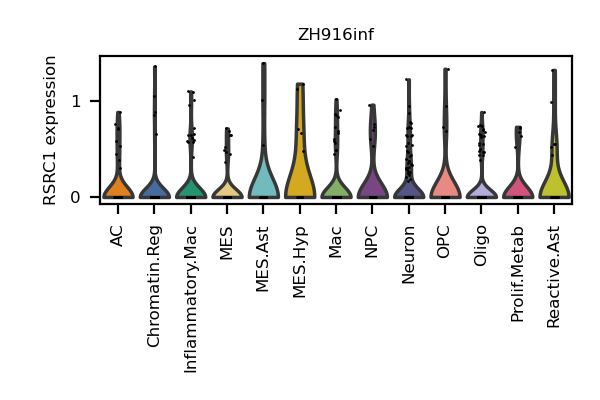 ZH916inf
RSRC1 expression
1
0
AC
Chromatin.Reg
Inflammatory.Mac
MES
MES.Ast
MES.Hyp
Mac
NPC
Neuron
OPC
Oligo
Prolif.Metab
Reactive.Ast